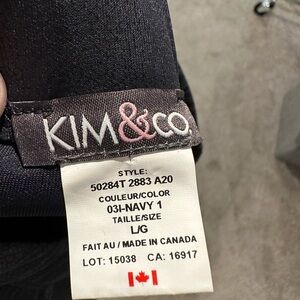 KIM&CO.
STYLE:
50284T 2883 A20
COULEUR/COLOR
03I-NAVY 1
TAILLE/SIZE
L/G
FAIT AU / MADE IN CANADA
LOT: 15038 CA: 16917